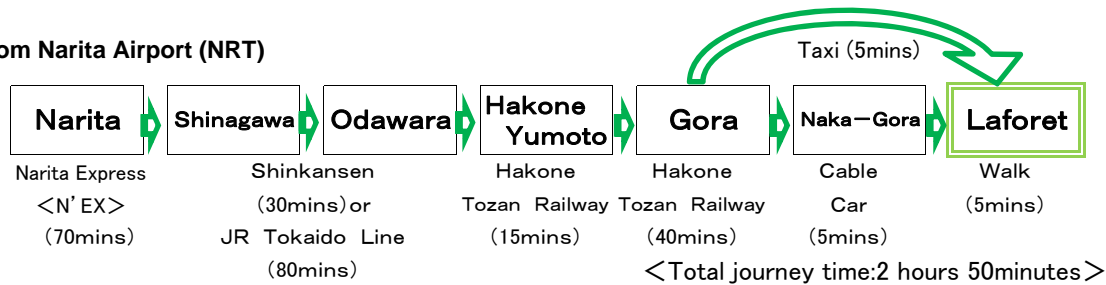 om Narita Airport (NRT)
Taxi (5mins)
Narita
Shinagawa
Odawara
Hakone
Yumoto
Gora
Naka－Gora
Laforet
Narita Express
＜N’EX＞
(70mins)
Shinkansen
(30mins)or
JR Tokaido Line
(80mins)
Hakone
Tozan Railway
(15mins)
Hakone
Tozan Railway
(40mins)
Cable
Car
(5mins)
Walk
(5mins)
＜Total journey time:2 hours 50minutes＞